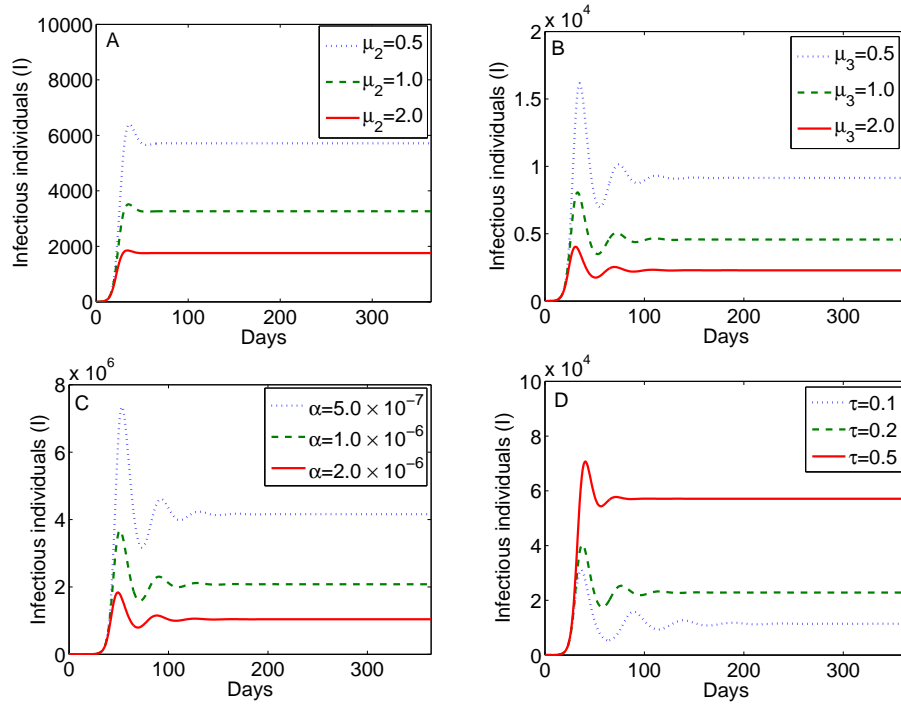 A
Infectious individuals (I)
10000
8000
6000
4000
2000
0
μ2=0.5
μ2=1.0
μ2=2.0
0 100 200 300
Days
B
x 10^4
Infectious individuals (I)
2
1.5
1
0.5
0
μ3=0.5
μ3=1.0
μ3=2.0
0 100 200 300
Days
C
x 10^6
Infectious individuals (I)
8
6
4
2
0
α=5.0 × 10^-7
α=1.0 × 10^-6
α=2.0 × 10^-6
0 100 200 300
Days
D
x 10^4
Infectious individuals (I)
10
8
6
4
2
0
τ=0.1
τ=0.2
τ=0.5
0 100 200 300
Days